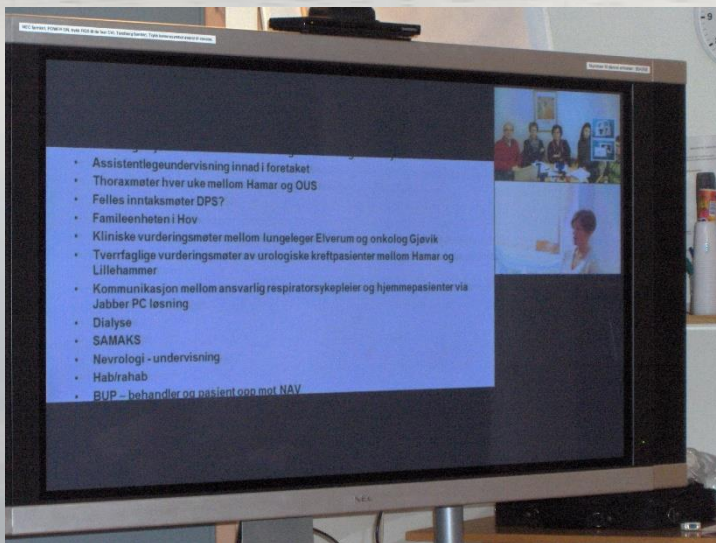 Assistentlegeundervisning innad i foretaket
Thoraxmøter hver uke mellom Hamar og OUS
Felles inntaksmøter DPS?
Fameenheten i Hov
Kliniske vurderingsmøter mellom lungeleger Elverum og onkolog Gjøvik
Tverrfaglige vurderingsmøter av urologiske kreftpasienter mellom Hamar og
Lillehammer
Kommunikasjon mellom ansvarlig respiratorsykepleier og hjemmepasienter via
Jabber PC løsning
Dialyse
SAMAKS
Nevrologi - undervisning
Hab/rahab
BUP – behandler og pasient opp mot NAV
NEC